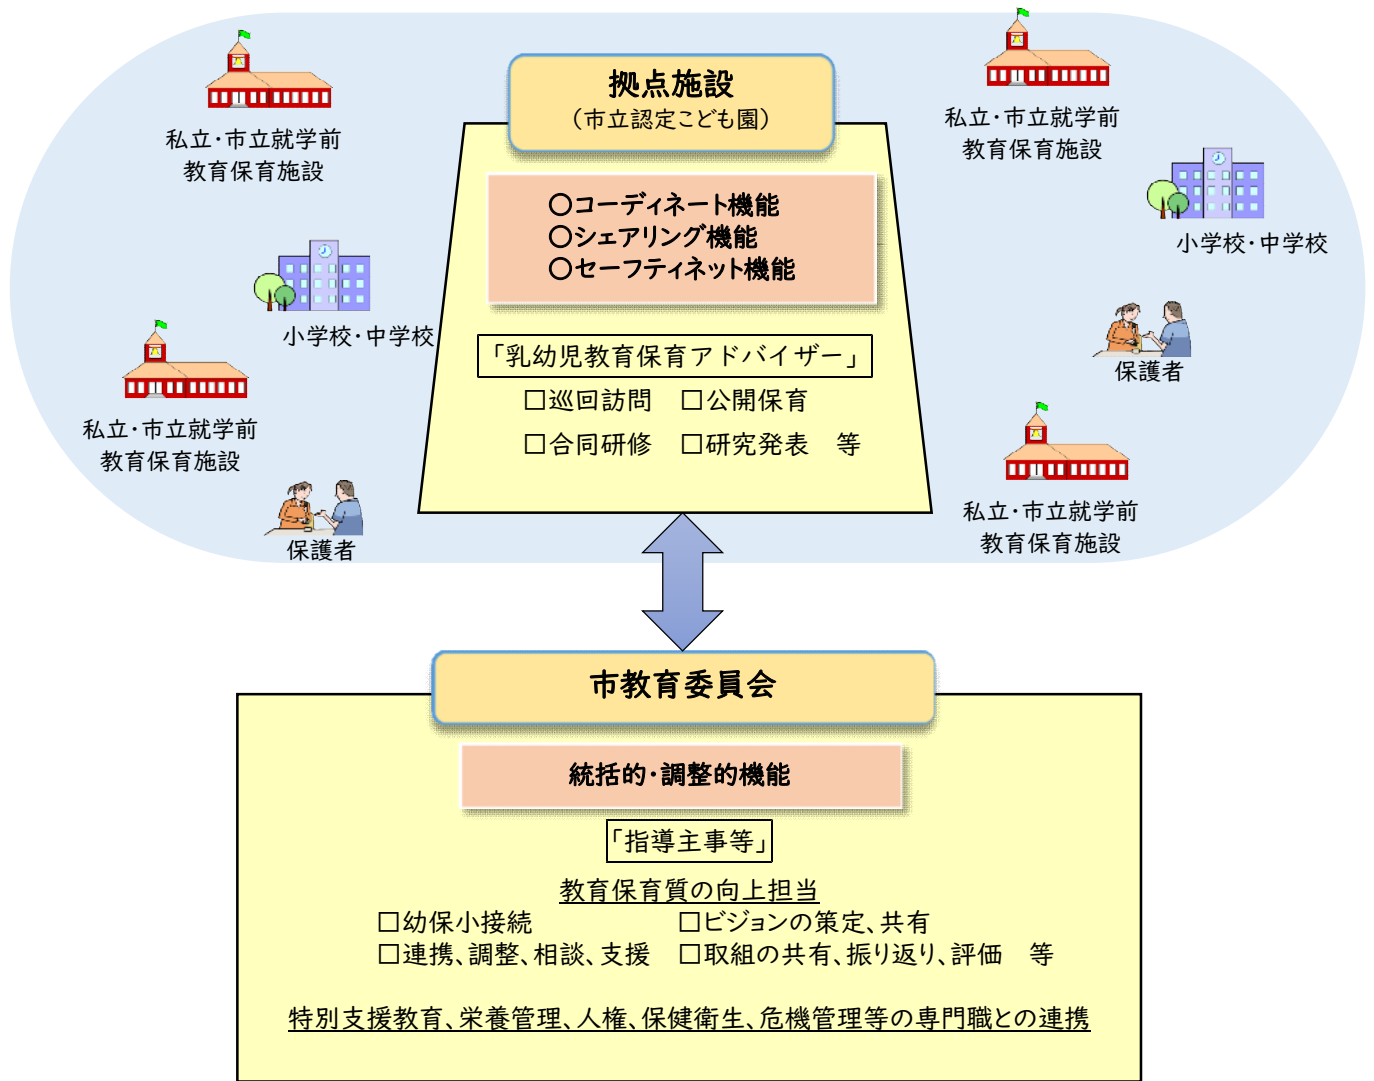 拠点施設
（市立認定こども園）
〇コーディネート機能
〇シェアリング機能
〇セーフティネット機能
「乳幼児教育保育アドバイザー」
□巡回訪問　□公開保育
□合同研修　□研究発表　等
私立・市立就学前
教育保育施設
小学校・中学校
私立・市立就学前
教育保育施設
保護者
私立・市立就学前
教育保育施設
小学校・中学校
保護者
私立・市立就学前
教育保育施設
市教育委員会
統括的・調整的機能
「指導主事等」
教育保育質の向上担当
□幼保小接続　□ビジョンの策定、共有
□連携、調整、相談、支援　□取組の共有、振り返り、評価　等
特別支援教育、栄養管理、人権、保健衛生、危機管理等の専門職との連携